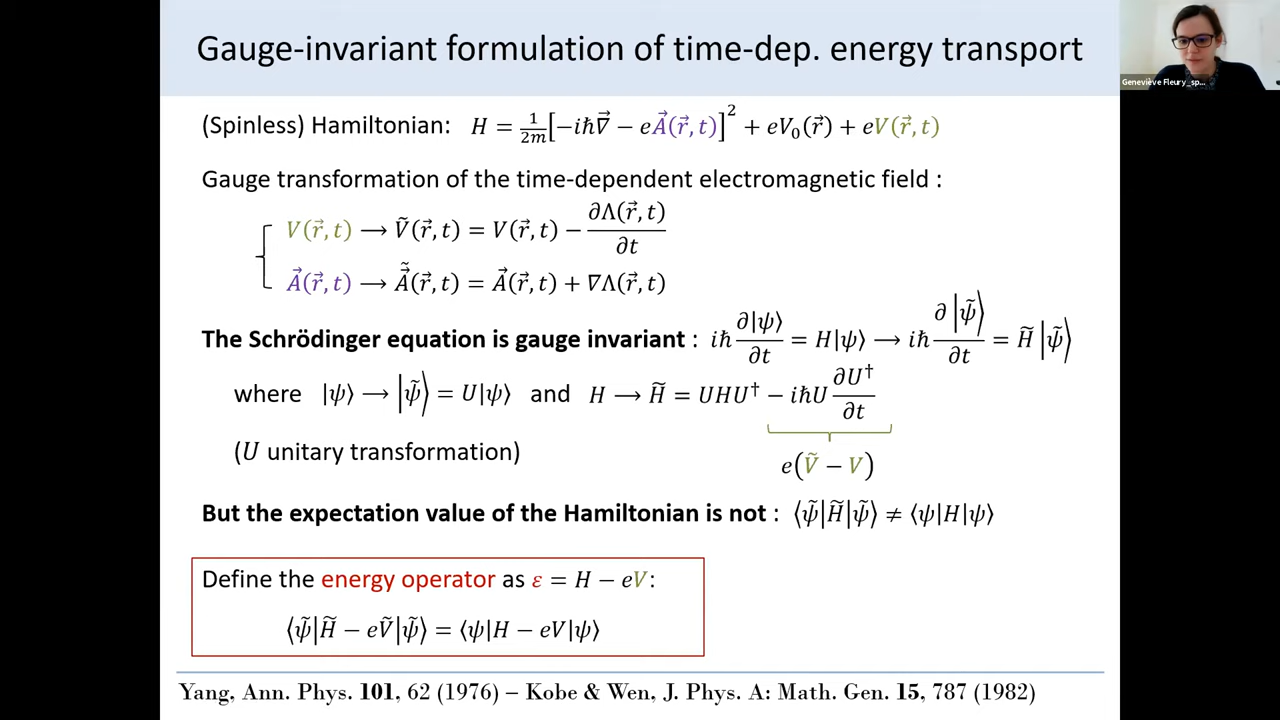 Gauge-invariant formulation of time-dep. energy transport
Geneviève Fleury_sp...
(Spinless) Hamiltonian: H = 1/2m [−iħ∇⃗ − eA⃗(r⃗, t)]² + eV₀(r⃗) + eV(r⃗, t)
Gauge transformation of the time-dependent electromagnetic field :
V(r⃗, t) ⟶ Ṽ(r⃗, t) = V(r⃗, t) − ∂Λ(r⃗, t)/∂t
A⃗(r⃗, t) ⟶ Ã⃗(r⃗, t) = A⃗(r⃗, t) + ∇Λ(r⃗, t)
The Schrödinger equation is gauge invariant : iħ ∂|ψ⟩/∂t = H|ψ⟩ ⟶ iħ ∂|ψ̃⟩/∂t = H̃|ψ̃⟩
where |ψ⟩ ⟶ |ψ̃⟩ = U|ψ⟩ and H ⟶ H̃ = UHU† − iħU ∂U†/∂t
(U unitary transformation)
e(Ṽ − V)
But the expectation value of the Hamiltonian is not : ⟨ψ̃|H̃|ψ̃⟩ ≠ ⟨ψ|H|ψ⟩
Define the energy operator as ε = H − eV:
⟨ψ̃|H̃ − eṼ|ψ̃⟩ = ⟨ψ|H − eV|ψ⟩
Yang, Ann. Phys. 101, 62 (1976) – Kobe & Wen, J. Phys. A: Math. Gen. 15, 787 (1982)